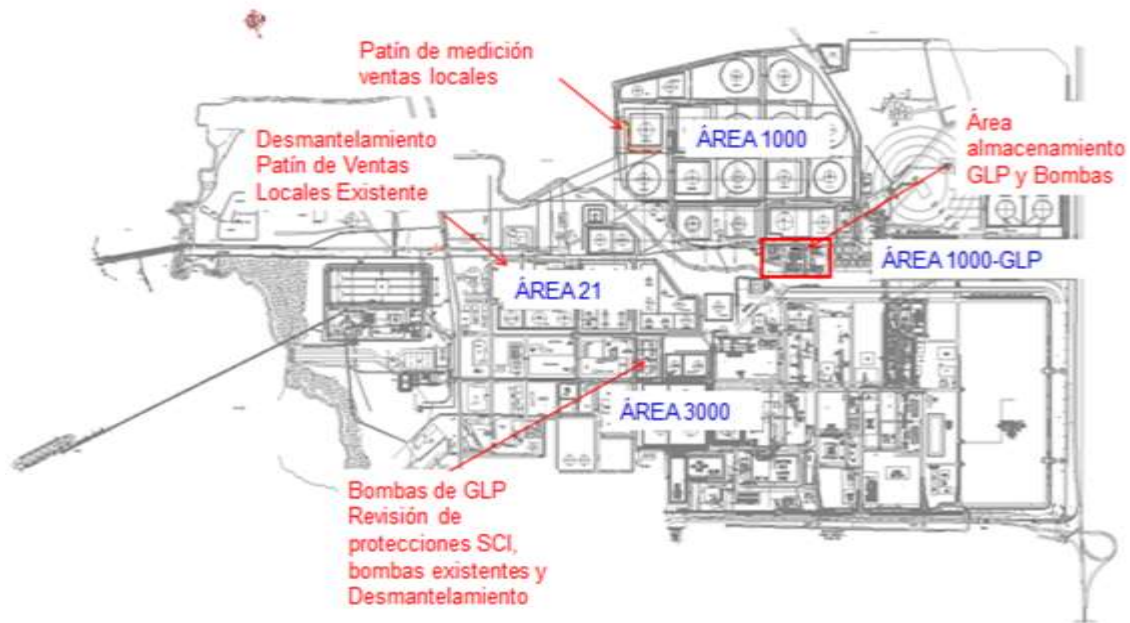 Patín de medición
ventas locales
Desmantelamiento
Patín de Ventas
Locales Existente
ÁREA 1000
Área
almacenamiento
GLP y Bombas
ÁREA 1000-GLP
ÁREA 21
ÁREA 3000
Bombas de GLP
Revisión de
protecciones SCI,
bombas existentes y
Desmantelamiento